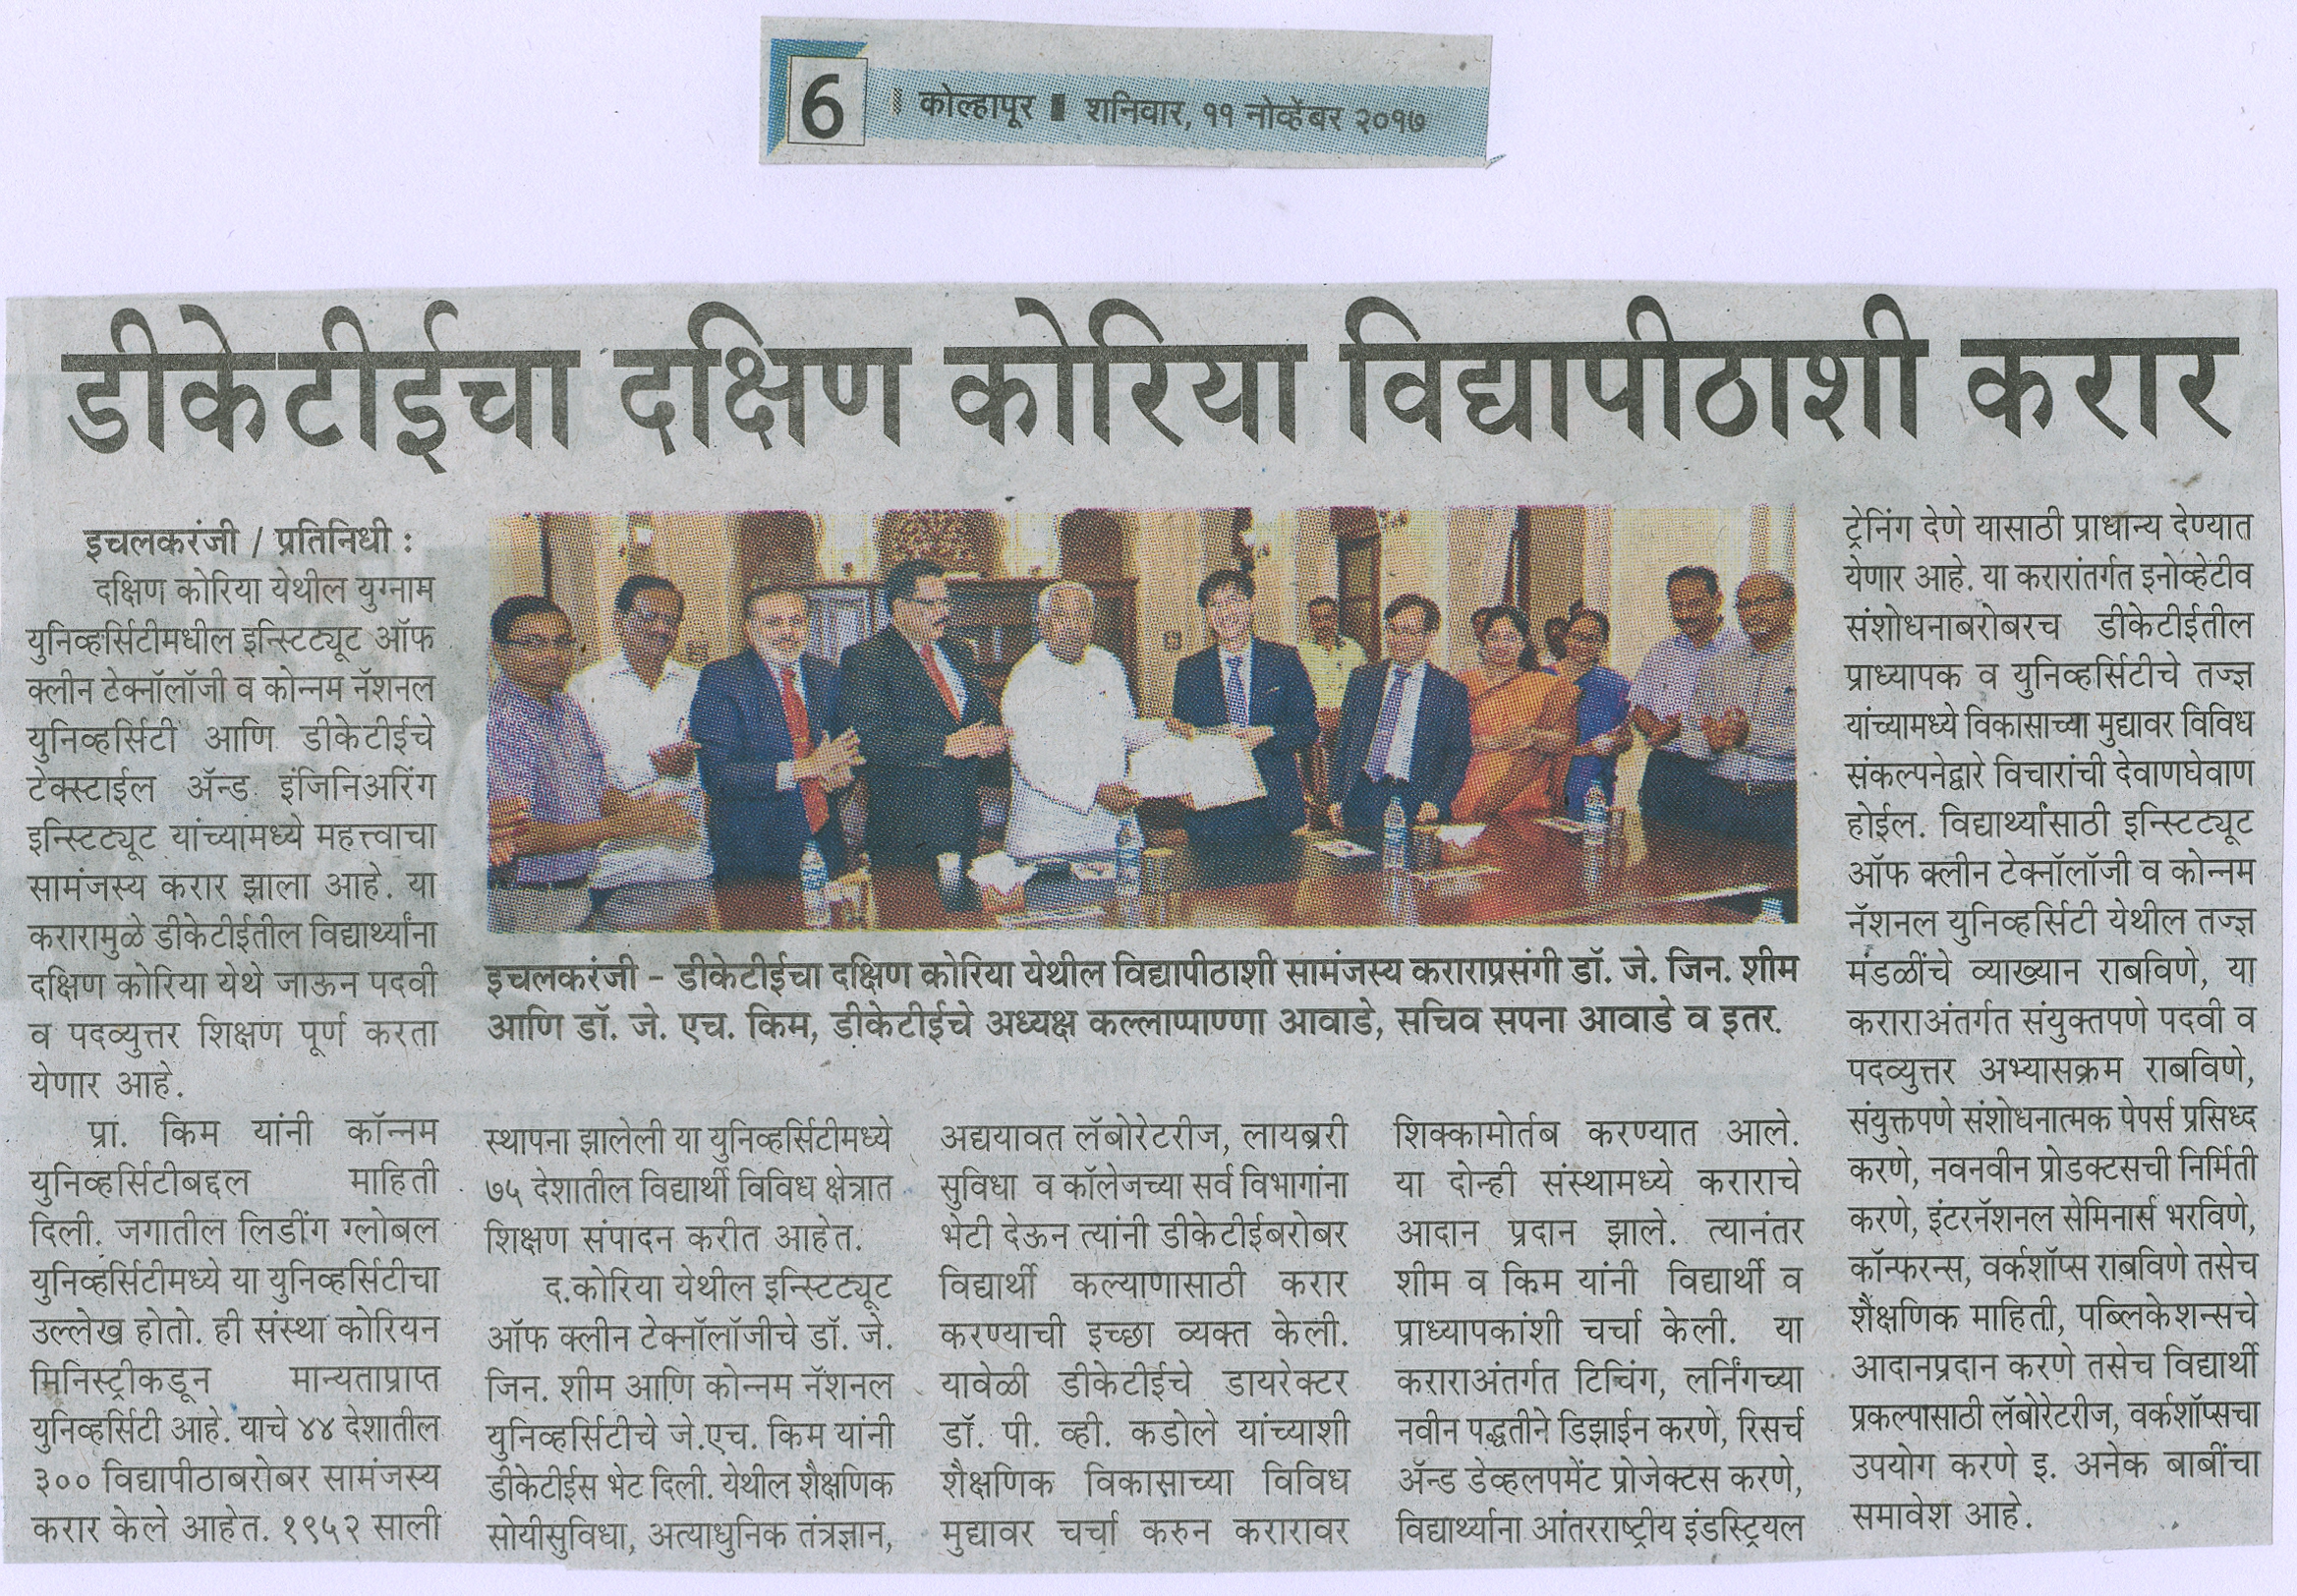 6 कोल्हापूर शनिवार, ११ नोव्हेंबर २०१७
डीकेटीईचा दक्षिण कोरिया विद्यापीठाशी करार
इचलकरंजी / प्रतिनिधी :
दक्षिण कोरिया येथील युग्नाम
युनिव्हर्सिटीमधील इन्स्टिट्यूट ऑफ
क्लीन टेक्नॉलॉजी व कोन्नम नॅशनल
युनिव्हर्सिटी आणि डीकेटीईचे
टेक्स्टाईल ॲन्ड इंजिनिअरिंग
इन्स्टिट्यूट यांच्यामध्ये महत्त्वाचा
सामंजस्य करार झाला आहे. या
करारामुळे डीकेटीईतील विद्यार्थ्यांना
दक्षिण कोरिया येथे जाऊन पदवी
व पदव्युत्तर शिक्षण पूर्ण करता
येणार आहे.
प्रा. किम यांनी कॉन्नम
युनिव्हर्सिटीबद्दल माहिती
दिली. जगातील लिडींग ग्लोबल
युनिव्हर्सिटीमध्ये या युनिव्हर्सिटीचा
उल्लेख होतो. ही संस्था कोरियन
मिनिस्ट्रीकडून मान्यताप्राप्त
युनिव्हर्सिटी आहे. याचे ४४ देशातील
३०० विद्यापीठाबरोबर सामंजस्य
करार केले आहेत. १९५२ साली
इचलकरंजी - डीकेटीईचा दक्षिण कोरिया येथील विद्यापीठाशी सामंजस्य कराराप्रसंगी डॉ. जे. जिन. शीम
आणि डॉ. जे. एच. किम, डीकेटीईचे अध्यक्ष कल्लाप्पाण्णा आवाडे, सचिव सपना आवाडे व इतर.
स्थापना झालेली या युनिव्हर्सिटीमध्ये
७५ देशातील विद्यार्थी विविध क्षेत्रात
शिक्षण संपादन करीत आहेत.
द.कोरिया येथील इन्स्टिट्यूट
ऑफ क्लीन टेक्नॉलॉजीचे डॉ. जे.
जिन. शीम आणि कोन्नम नॅशनल
युनिव्हर्सिटीचे जे.एच. किम यांनी
डीकेटीईस भेट दिली. येथील शैक्षणिक
सोयीसुविधा, अत्याधुनिक तंत्रज्ञान,
अद्ययावत लॅबोरेटरीज, लायब्ररी
सुविधा व कॉलेजच्या सर्व विभागांना
भेटी देऊन त्यांनी डीकेटीईबरोबर
विद्यार्थी कल्याणासाठी करार
करण्याची इच्छा व्यक्त केली.
यावेळी डीकेटीईचे डायरेक्टर
डॉ. पी. व्ही. कडोले यांच्याशी
शैक्षणिक विकासाच्या विविध
मुद्यावर चर्चा करुन करारावर
शिक्कामोर्तब करण्यात आले.
या दोन्ही संस्थामध्ये कराराचे
आदान प्रदान झाले. त्यानंतर
शीम व किम यांनी विद्यार्थी व
प्राध्यापकांशी चर्चा केली. या
कराराअंतर्गत टिचिंग, लर्निंगच्या
नवीन पद्धतीने डिझाईन करणे, रिसर्च
ॲन्ड डेव्हलपमेंट प्रोजेक्टस करणे,
विद्यार्थ्याना आंतरराष्ट्रीय इंडस्ट्रियल
ट्रेनिंग देणे यासाठी प्राधान्य देण्यात
येणार आहे. या करारांतर्गत इनोव्हेटीव
संशोधनाबरोबरच डीकेटीईतील
प्राध्यापक व युनिव्हर्सिटीचे तज्ज्ञ
यांच्यामध्ये विकासाच्या मुद्यावर विविध
संकल्पनेद्वारे विचारांची देवाणघेवाण
होईल. विद्यार्थ्यांसाठी इन्स्टिट्यूट
ऑफ क्लीन टेक्नॉलॉजी व कोन्नम
नॅशनल युनिव्हर्सिटी येथील तज्ज्ञ
मंडळींचे व्याख्यान राबविणे, या
कराराअंतर्गत संयुक्तपणे पदवी व
पदव्युत्तर अभ्यासक्रम राबविणे,
संयुक्तपणे संशोधनात्मक पेपर्स प्रसिध्द
करणे, नवनवीन प्रोडक्टसची निर्मिती
करणे, इंटरनॅशनल सेमिनार्स भरविणे,
कॉन्फरन्स, वर्कशॉप्स राबविणे तसेच
शैक्षणिक माहिती, पब्लिकेशन्सचे
आदानप्रदान करणे तसेच विद्यार्थी
प्रकल्पासाठी लॅबोरेटरीज, वर्कशॉप्सचा
उपयोग करणे इ. अनेक बाबींचा
समावेश आहे.